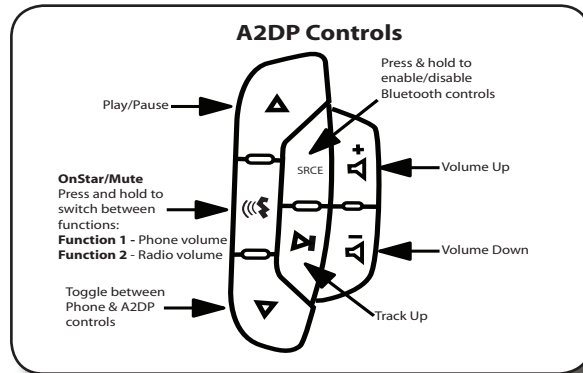 A2DP Controls
Press & hold to
enable/disable
Bluetooth controls
Play/Pause
SRCE
+
Volume Up
OnStar/Mute
Press and hold to
switch between
functions:
Function 1 - Phone volume
Function 2 - Radio volume
–
Volume Down
Toggle between
Phone & A2DP
controls
Track Up